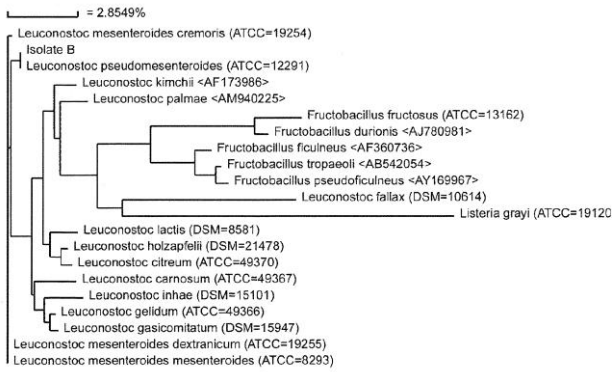 = 2.8549%
Leuconostoc mesenteroides cremoris (ATCC=19254)
Isolate B
Leuconostoc pseudomesenteroides (ATCC=12291)
Leuconostoc kimchii <AF173986>
Leuconostoc palmae <AM940225>
Fructobacillus fructosus (ATCC=13162)
Fructobacillus durionis <AJ780981>
Fructobacillus ficulneus <AF360736>
Fructobacillus tropaeoli <AB542054>
Fructobacillus pseudoficulneus <AY169967>
Leuconostoc fallax (DSM=10614)
Listeria grayi (ATCC=19120
Leuconostoc lactis (DSM=8581)
Leuconostoc holzapfelii (DSM=21478)
Leuconostoc citreum (ATCC=49370)
Leuconostoc carnosum (ATCC=49367)
Leuconostoc inhae (DSM=15101)
Leuconostoc gelidum (ATCC=49366)
Leuconostoc gasicomitatum (DSM=15947)
Leuconostoc mesenteroides dextranicum (ATCC=19255)
Leuconostoc mesenteroides mesenteroides (ATCC=8293)